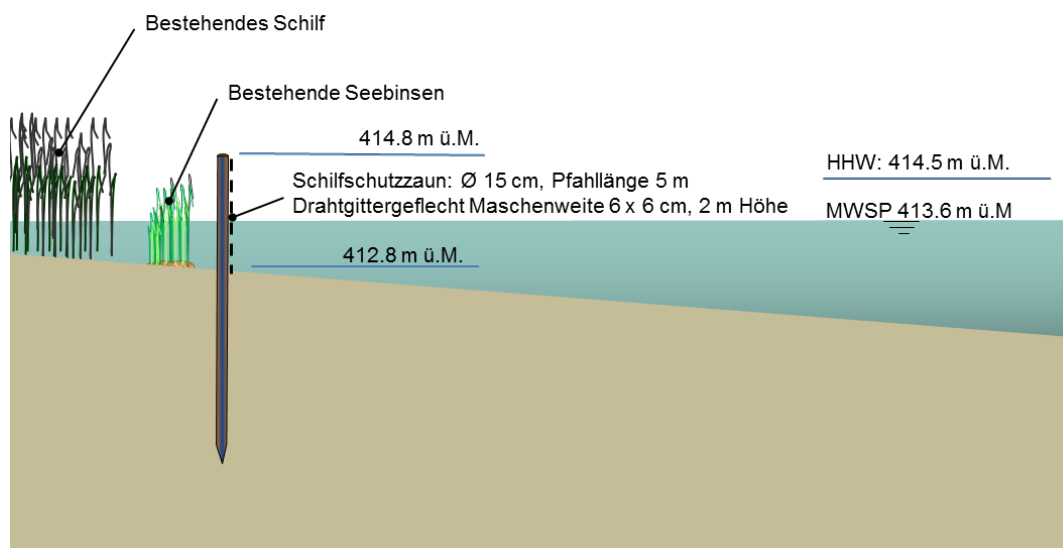 Bestehendes Schilf
Bestehende Seebinsen
414.8 m ü.M.
HHW: 414.5 m ü.M.
Schilfschutzzaun: Ø 15 cm, Pfahllänge 5 m
Drahtgittergeflecht Maschenweite 6 x 6 cm, 2 m Höhe
MWSP 413.6 m ü.M
412.8 m ü.M.